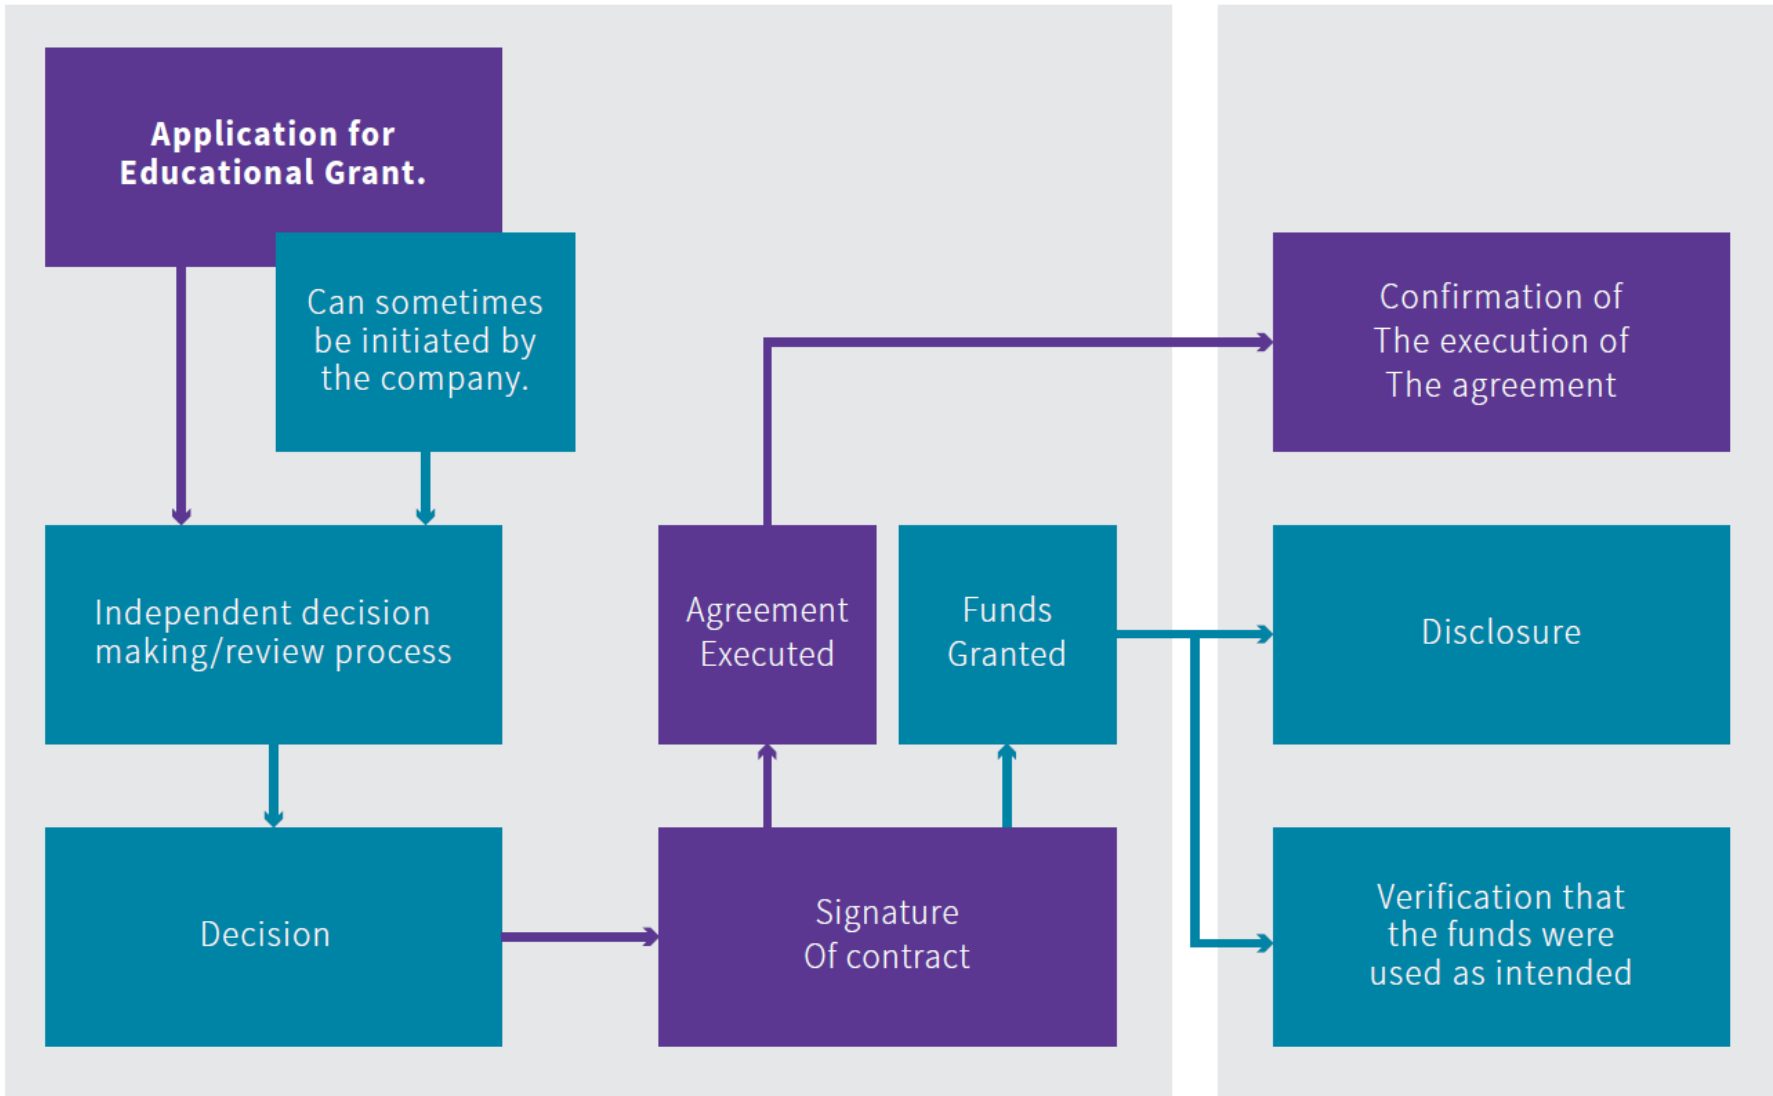 Application for
Educational Grant.
Can sometimes
be initiated by
the company.
Independent decision
making/review process
Decision
Signature
Of contract
Agreement
Executed
Funds
Granted
Confirmation of
The execution of
The agreement
Disclosure
Verification that
the funds were
used as intended